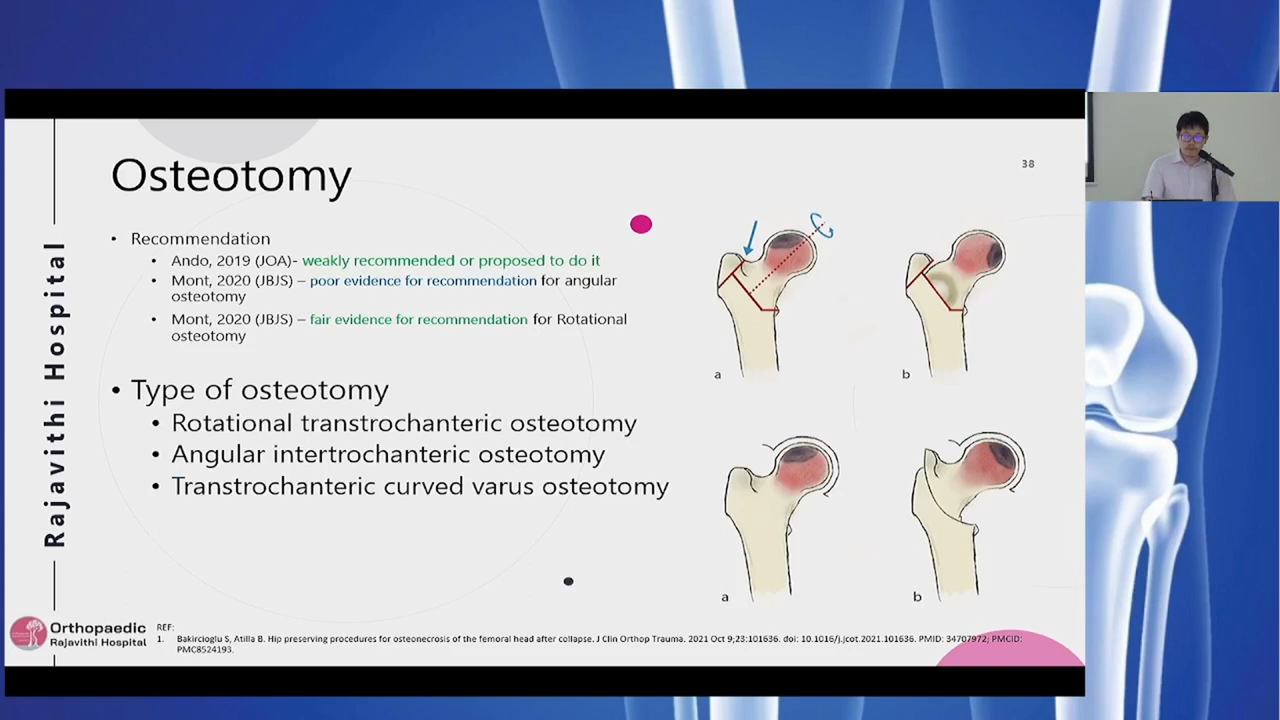 Osteotomy
38
• Recommendation
• Ando, 2019 (JOA)- weakly recommended or proposed to do it
• Mont, 2020 (JBJS) – poor evidence for recommendation for angular
osteotomy
• Mont, 2020 (JBJS) – fair evidence for recommendation for Rotational
osteotomy
• Type of osteotomy
• Rotational transtrochanteric osteotomy
• Angular intertrochanteric osteotomy
• Transtrochanteric curved varus osteotomy
a
b
a
b
Rajavithi Hospital
Orthopaedic
Rajavithi Hospital
REF:
1. Bakircioglu S, Atilla B. Hip preserving procedures for osteonecrosis of the femoral head after collapse. J Clin Orthop Trauma. 2021 Oct 9;23:101636. doi: 10.1016/j.jcot.2021.101636. PMID: 34707972; PMCID:
PMC8524193.